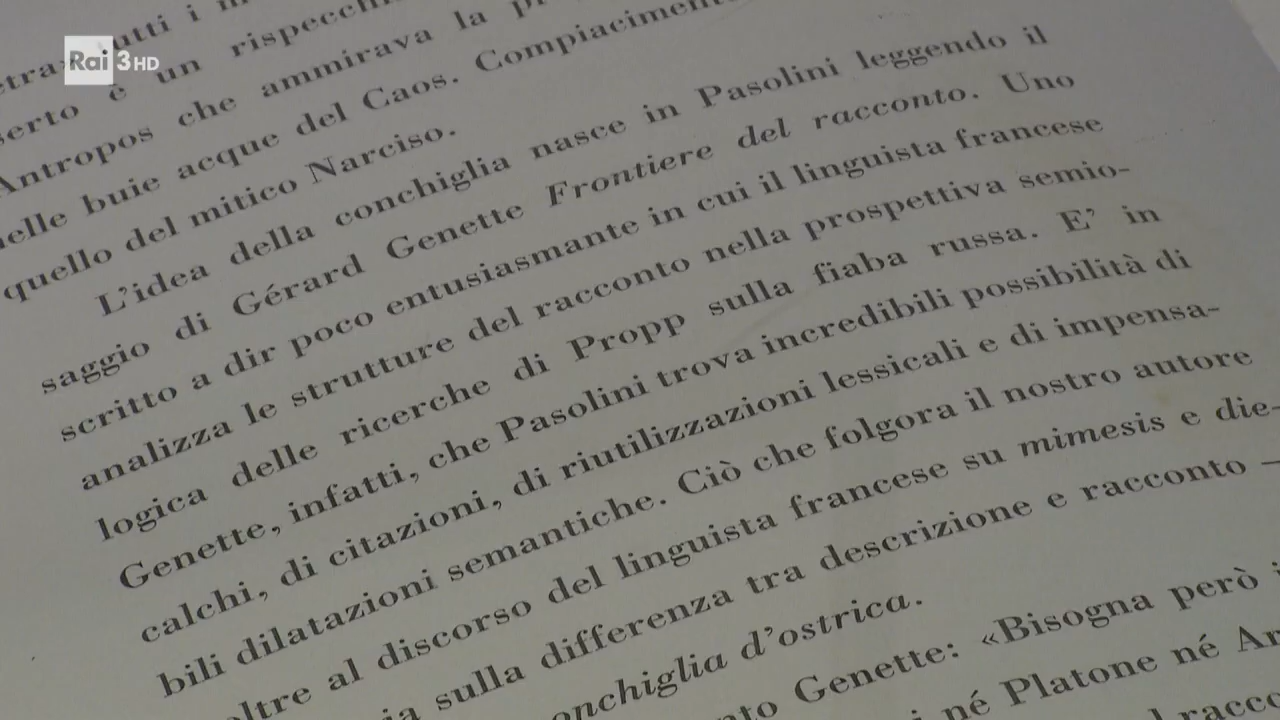 Rai 3HD
utti i
serto è un rispecchi
Antropos che ammirava la
nelle buie acque del Caos. Compiacimento
quello del mitico Narciso.
L'idea della conchiglia nasce in Pasolini leggendo il
saggio di Gérard Genette Frontiere del racconto. Uno
scritto a dir poco entusiasmante in cui il linguista francese
analizza le strutture del racconto nella prospettiva semio-
logica delle ricerche di Propp sulla fiaba russa. E' in
Genette, infatti, che Pasolini trova incredibili possibilità di
calchi, di citazioni, di riutilizzazioni lessicali e di impensa-
bili dilatazioni semantiche. Ciò che folgora il nostro autore
oltre al discorso del linguista francese su mimesis e die-
sulla differenza tra descrizione e racconto –
conchiglia d'ostrica.
Genette: «Bisogna però
né Platone né